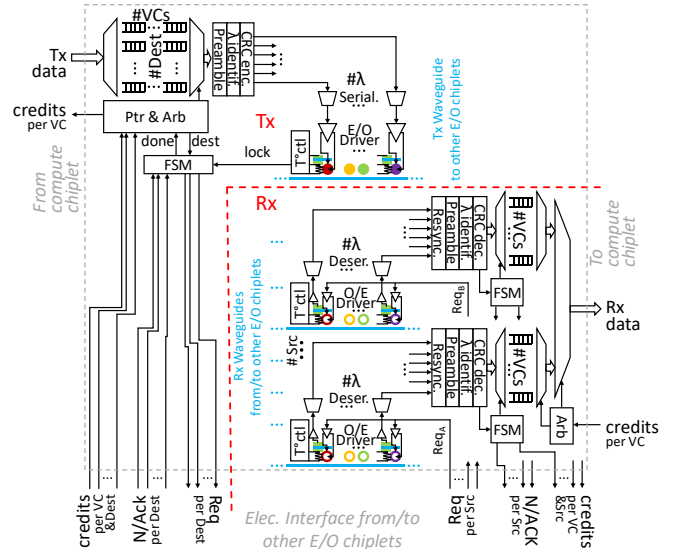 #VCs
#Dest
...
...
...
Tx
data
Preamble
λ identif.
CRC enc.
#λ
...
Serial.
...
E/O
Driver
...
Tx
T°ctl
lock
Tx Waveguide
to other E/O chiplets
credits
per VC
Ptr & Arb
done
dest
FSM
From
compute
chiplet
Rx
...
#λ
...
Deser.
O/E
Driver
T°ctl
...
Resync.
Preamble
λ identif.
CRC dec.
#VCs
...
FSM
Req_B
To
compute
chiplet
Rx
data
Rx Waveguides
from/to other E/O chiplets
# Src
...
...
#λ
...
Deser.
O/E
Driver
T°ctl
...
Resync.
Preamble
λ identif.
CRC dec.
#VCs
...
FSM
Req_A
Arb
credits
per VC
credits
per VC
&Dest
...
N/Ack
per Dest
...
...
Req
per Dest
Elec. Interface from/to
other E/O chiplets
Req
per Src
...
...
N/ACK
per Src
...
credits
per VC
&Src